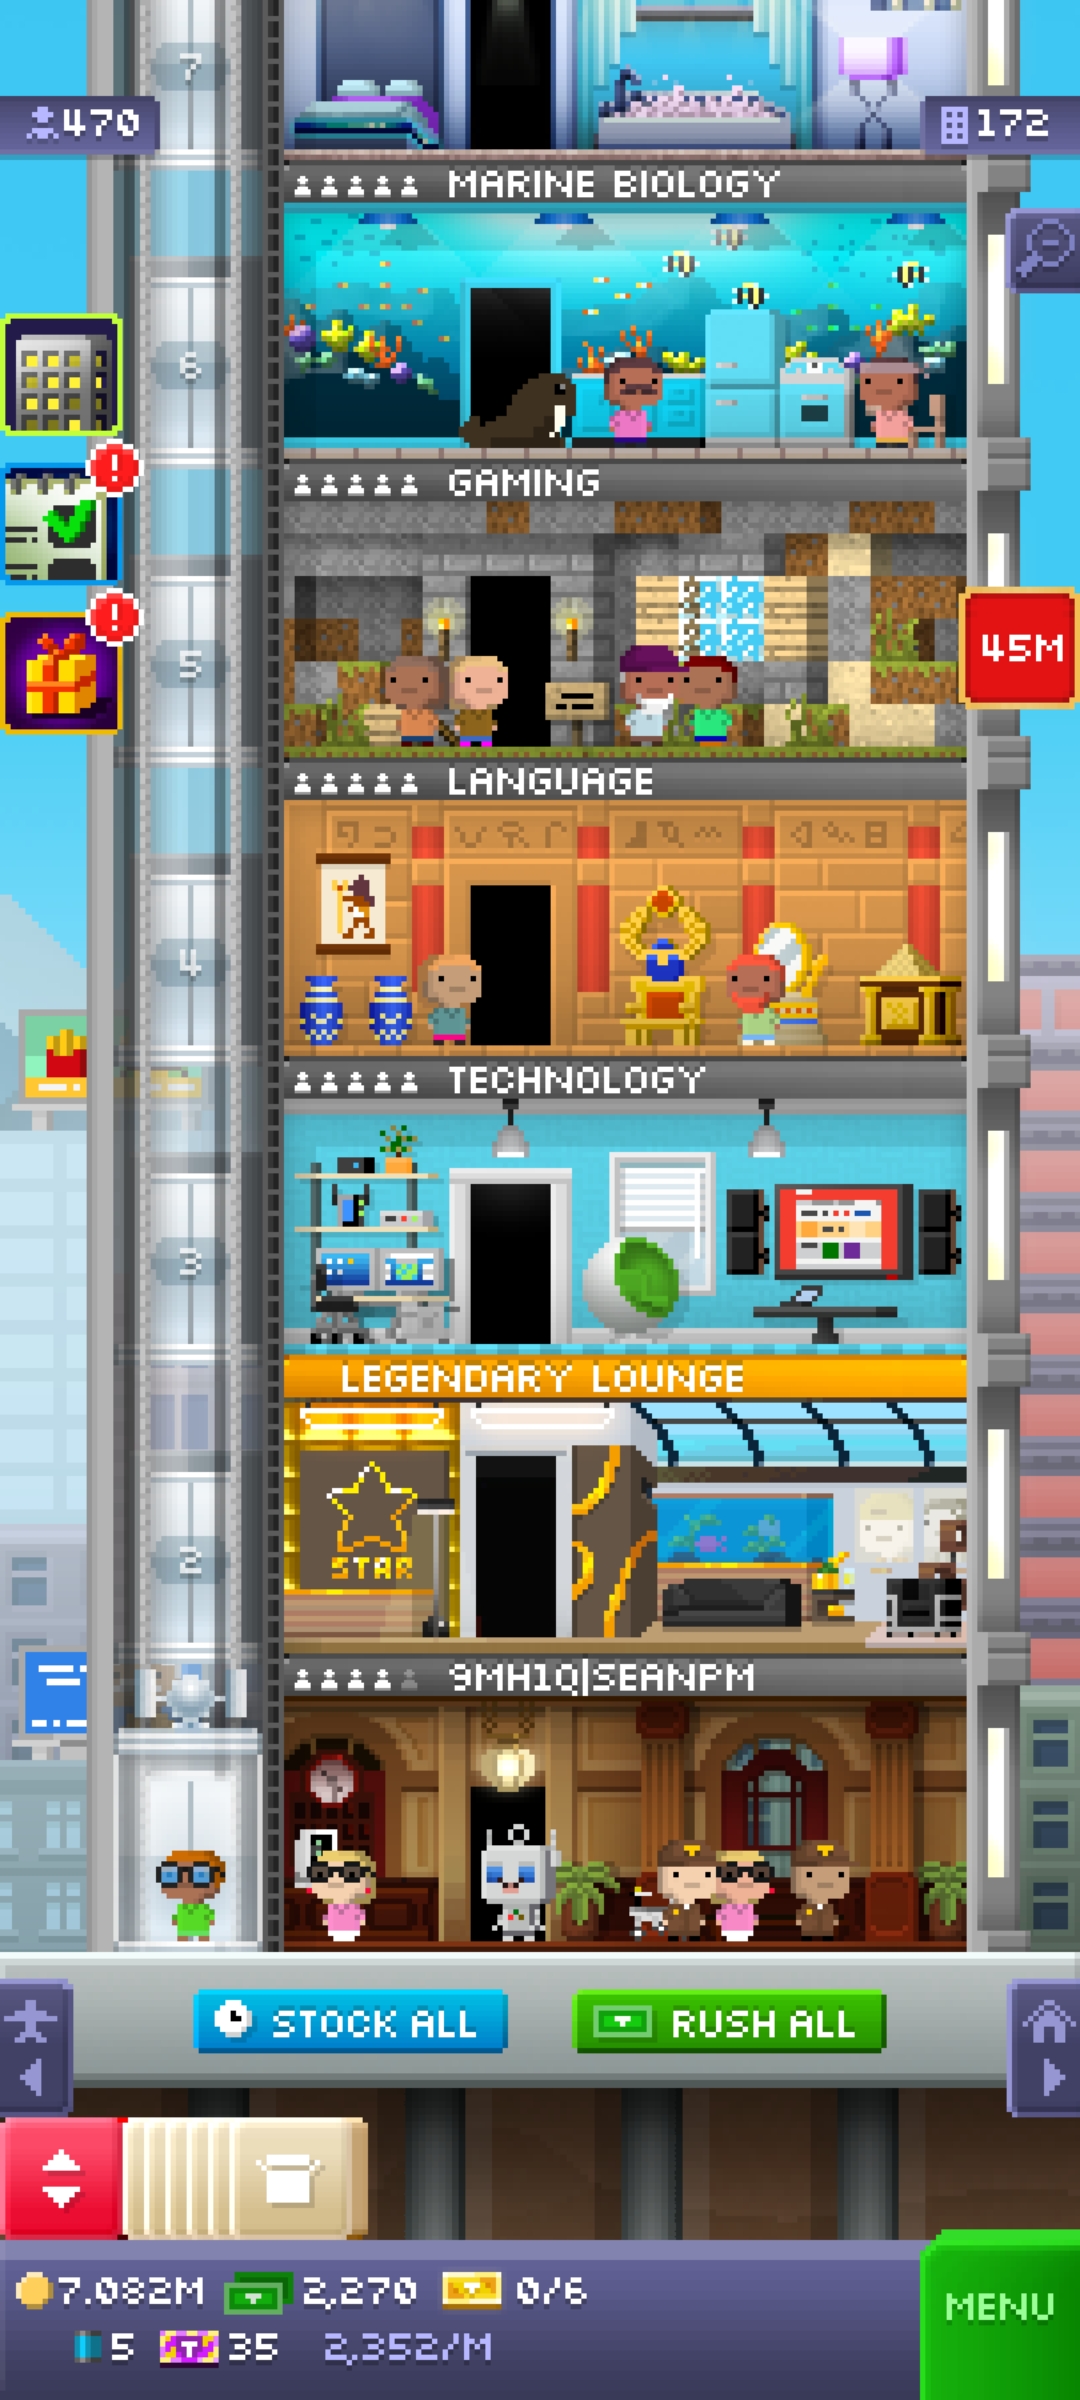 7
470
172
MARINE BIOLOGY
6
GAMING
5
45M
LANGUAGE
4
TECHNOLOGY
3
LEGENDARY LOUNGE
STAR
2
9MH1Q|SEANPM
STOCK ALL
RUSH ALL
7.082M 2,270 0/6
5 35 2,352/M
MENU